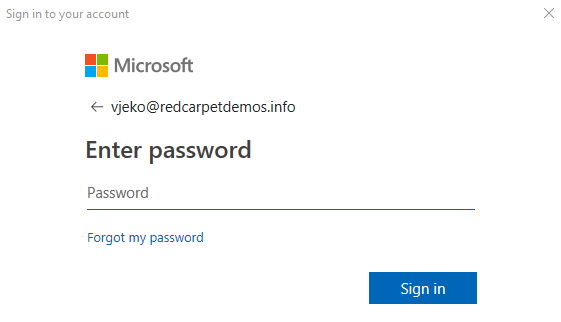 Sign in to your account
Microsoft
vjeko@redcarpetdemos.info
Enter password
Password
Forgot my password
Sign in